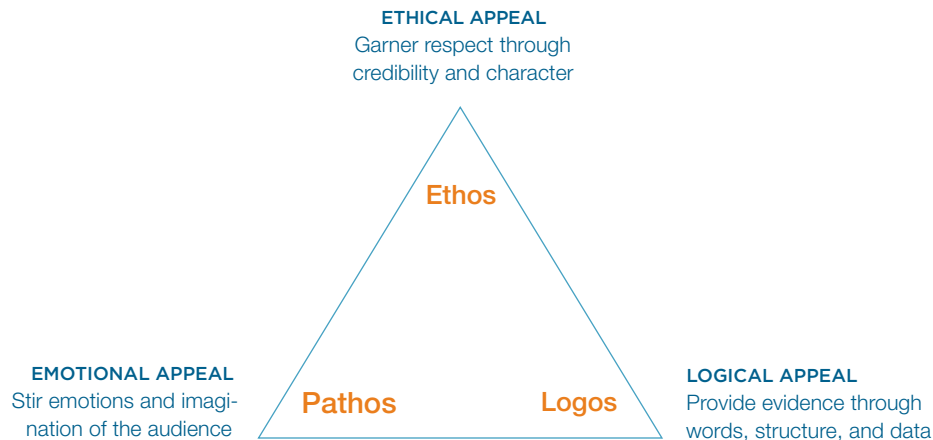 ETHICAL APPEAL
Garner respect through
credibility and character
Ethos
EMOTIONAL APPEAL
Stir emotions and imagi-
nation of the audience
Pathos
Logos
LOGICAL APPEAL
Provide evidence through
words, structure, and data